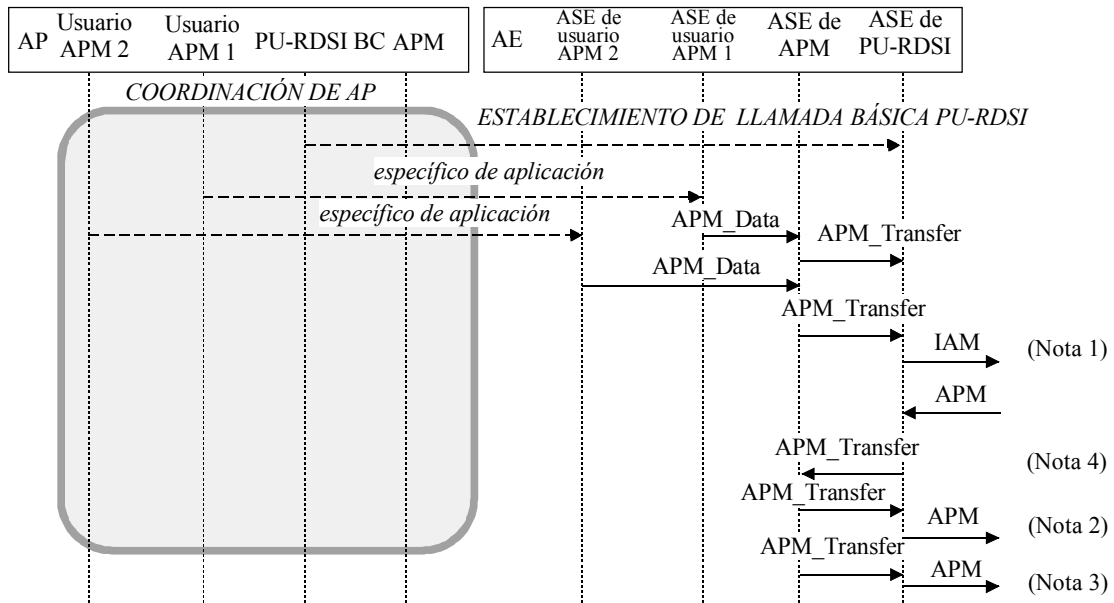 AP
Usuario
APM 2
Usuario
APM 1
PU-RDSI BC
APM
AE
ASE de
usuario
APM 2
ASE de
usuario
APM 1
ASE de
APM
ASE de
PU-RDSI
COORDINACIÓN DE AP
ESTABLECIMIENTO DE LLAMADA BÁSICA PU-RDSI
específico de aplicación
específico de aplicación
APM_Data
APM_Transfer
APM_Data
APM_Transfer
IAM
(Nota 1)
APM
APM_Transfer
(Nota 4)
APM_Transfer
APM
(Nota 2)
APM_Transfer
APM
(Nota 3)